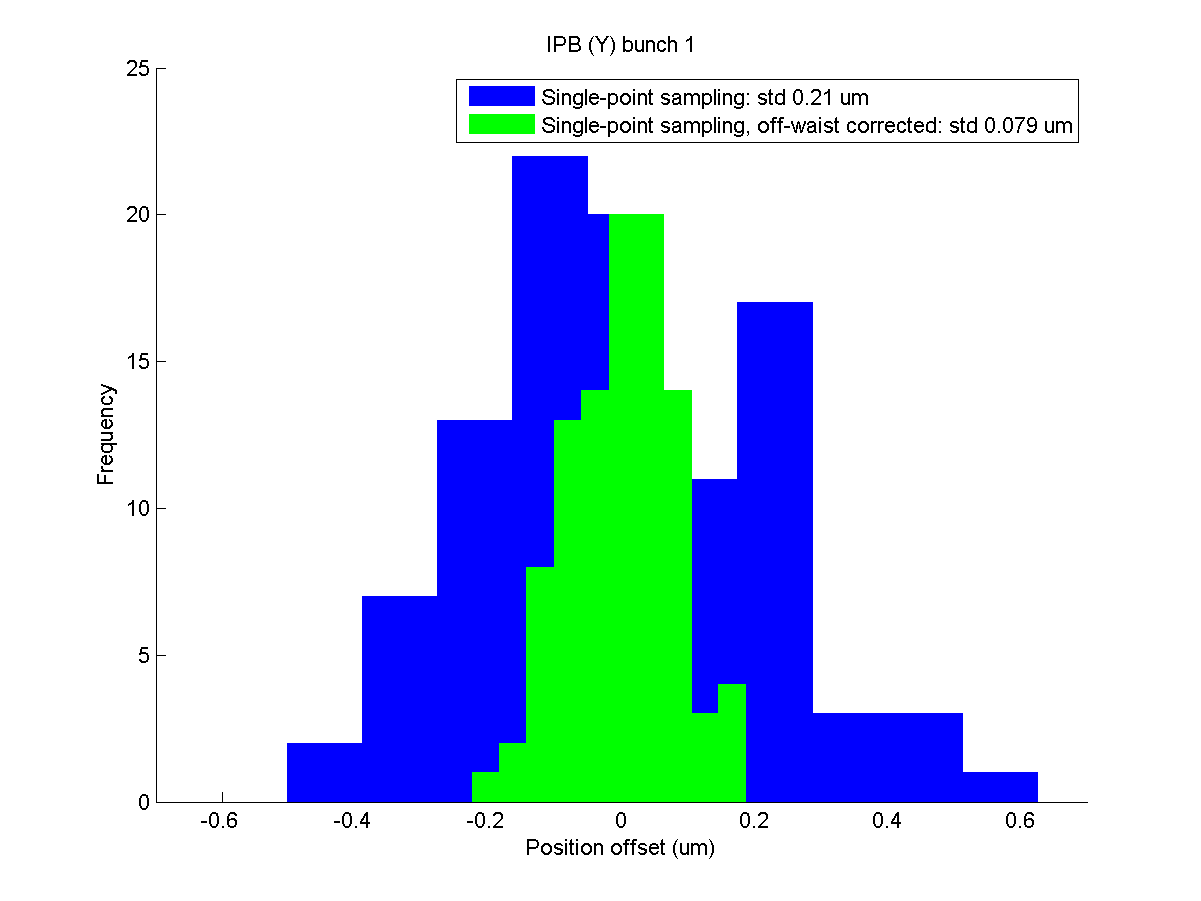 IPB (Y) bunch 1
Single-point sampling: std 0.21 um
Single-point sampling, off-waist corrected: std 0.079 um
25
20
15
10
5
0
Frequency
-0.6 -0.4 -0.2 0 0.2 0.4 0.6
Position offset (um)